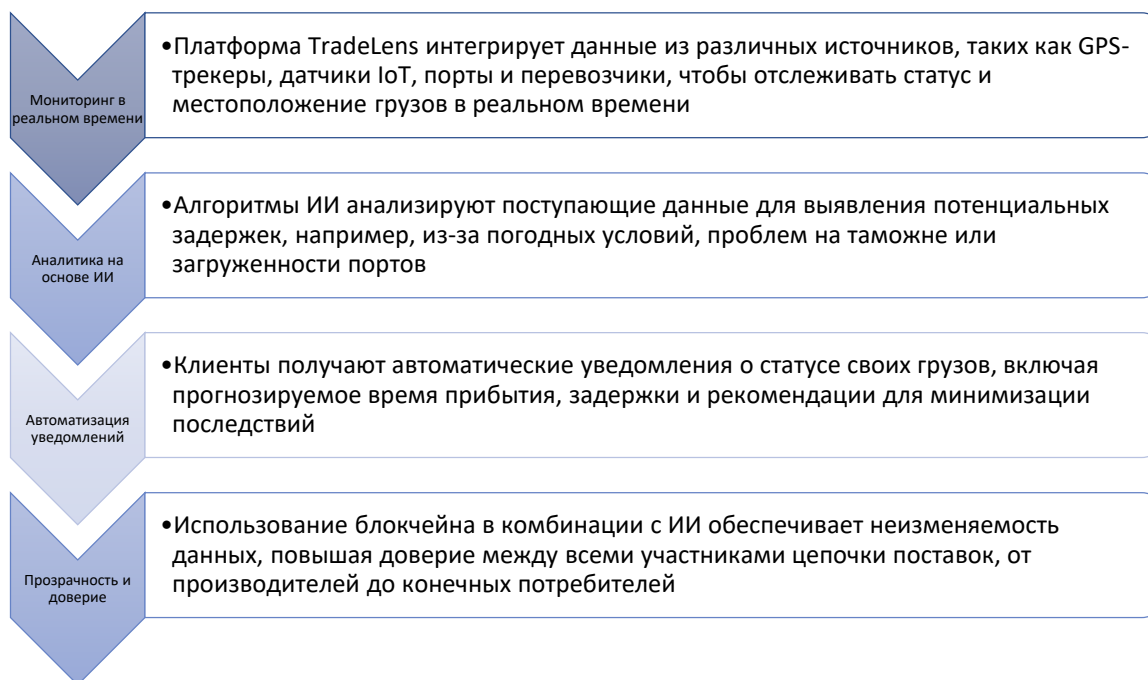 Мониторинг в
реальном времени
•Платформа TradeLens интегрирует данные из различных источников, таких как GPS-
трекеры, датчики IoT, порты и перевозчики, чтобы отслеживать статус и
местоположение грузов в реальном времени
Аналитика на
основе ИИ
•Алгоритмы ИИ анализируют поступающие данные для выявления потенциальных
задержек, например, из-за погодных условий, проблем на таможне или
загруженности портов
Автоматизация
уведомлений
•Клиенты получают автоматические уведомления о статусе своих грузов, включая
прогнозируемое время прибытия, задержки и рекомендации для минимизации
последствий
Прозрачность и
доверие
•Использование блокчейна в комбинации с ИИ обеспечивает неизменяемость
данных, повышая доверие между всеми участниками цепочки поставок, от
производителей до конечных потребителей